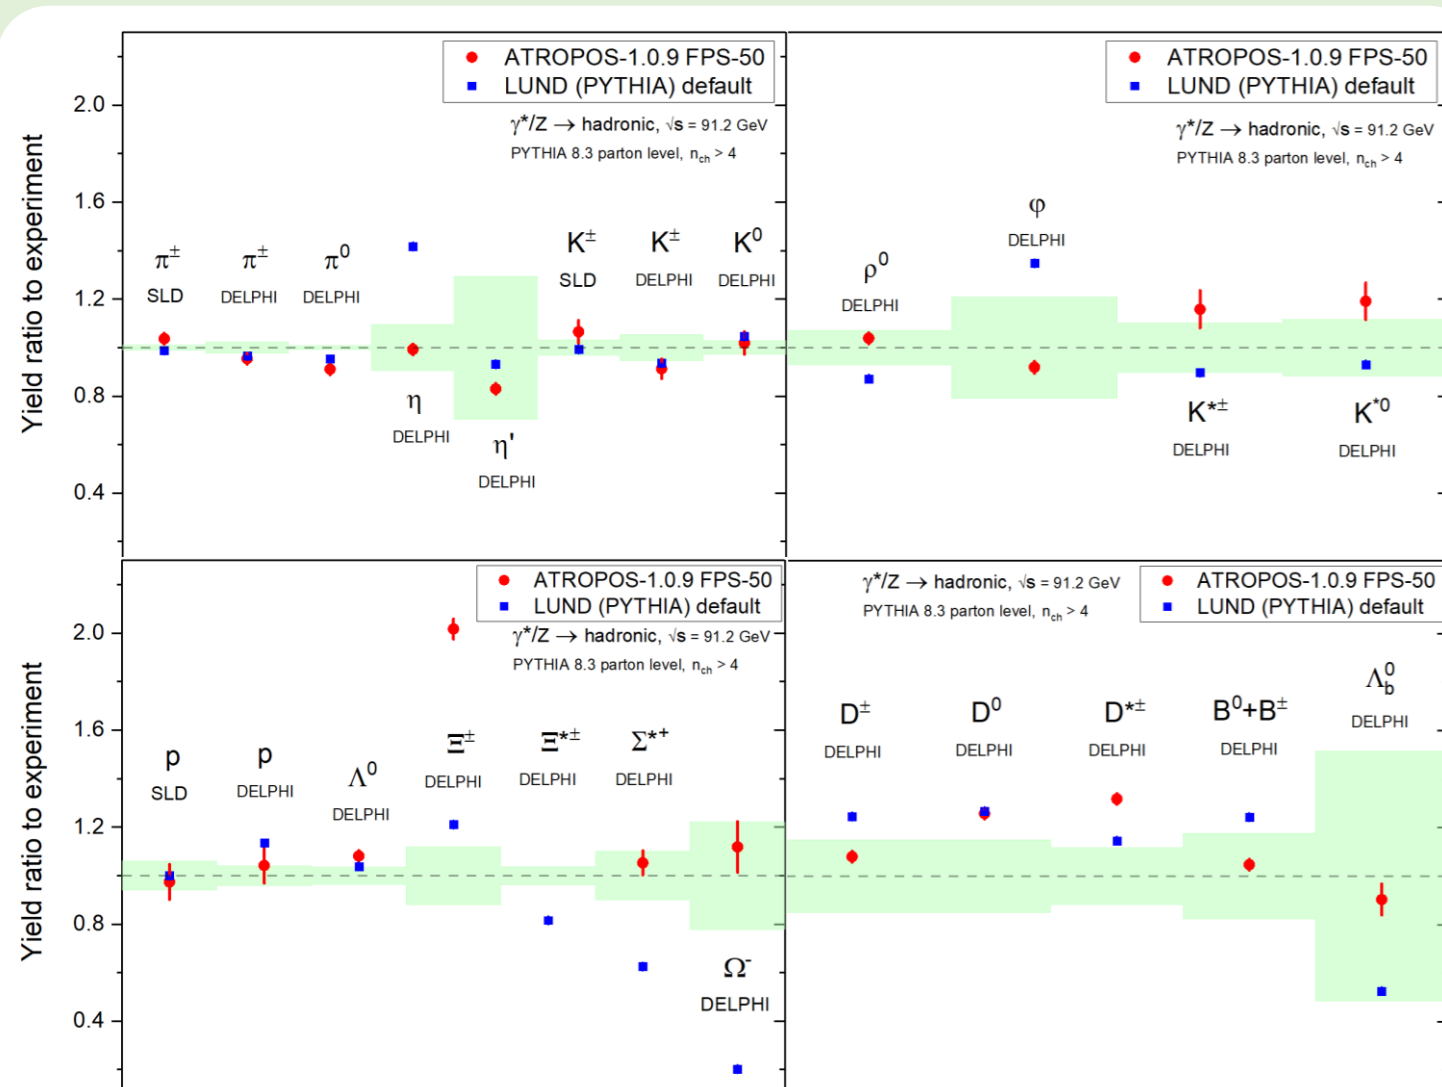 ATROPOS-1.0.9 FPS-50
LUND (PYTHIA) default
γ*/Z → hadronic, √s = 91.2 GeV
PYTHIA 8.3 parton level, nch > 4
Yield ratio to experiment
2.0
1.6
1.2
0.8
0.4
π±
SLD
π±
DELPHI
π0
DELPHI
η
DELPHI
η'
DELPHI
K±
SLD
K±
DELPHI
K0
DELPHI
ATROPOS-1.0.9 FPS-50
LUND (PYTHIA) default
γ*/Z → hadronic, √s = 91.2 GeV
PYTHIA 8.3 parton level, nch > 4
ρ0
DELPHI
φ
DELPHI
K*±
DELPHI
K*0
DELPHI
ATROPOS-1.0.9 FPS-50
LUND (PYTHIA) default
γ*/Z → hadronic, √s = 91.2 GeV
PYTHIA 8.3 parton level, nch > 4
Yield ratio to experiment
2.0
1.6
1.2
0.8
0.4
p
SLD
p
DELPHI
Λ0
DELPHI
Ξ±
DELPHI
Ξ*±
DELPHI
Σ*+
DELPHI
Ω-
DELPHI
γ*/Z → hadronic, √s = 91.2 GeV
PYTHIA 8.3 parton level, nch > 4
ATROPOS-1.0.9 FPS-50
LUND (PYTHIA) default
D±
DELPHI
D0
DELPHI
D*±
DELPHI
B0+B±
DELPHI
Λb0
DELPHI